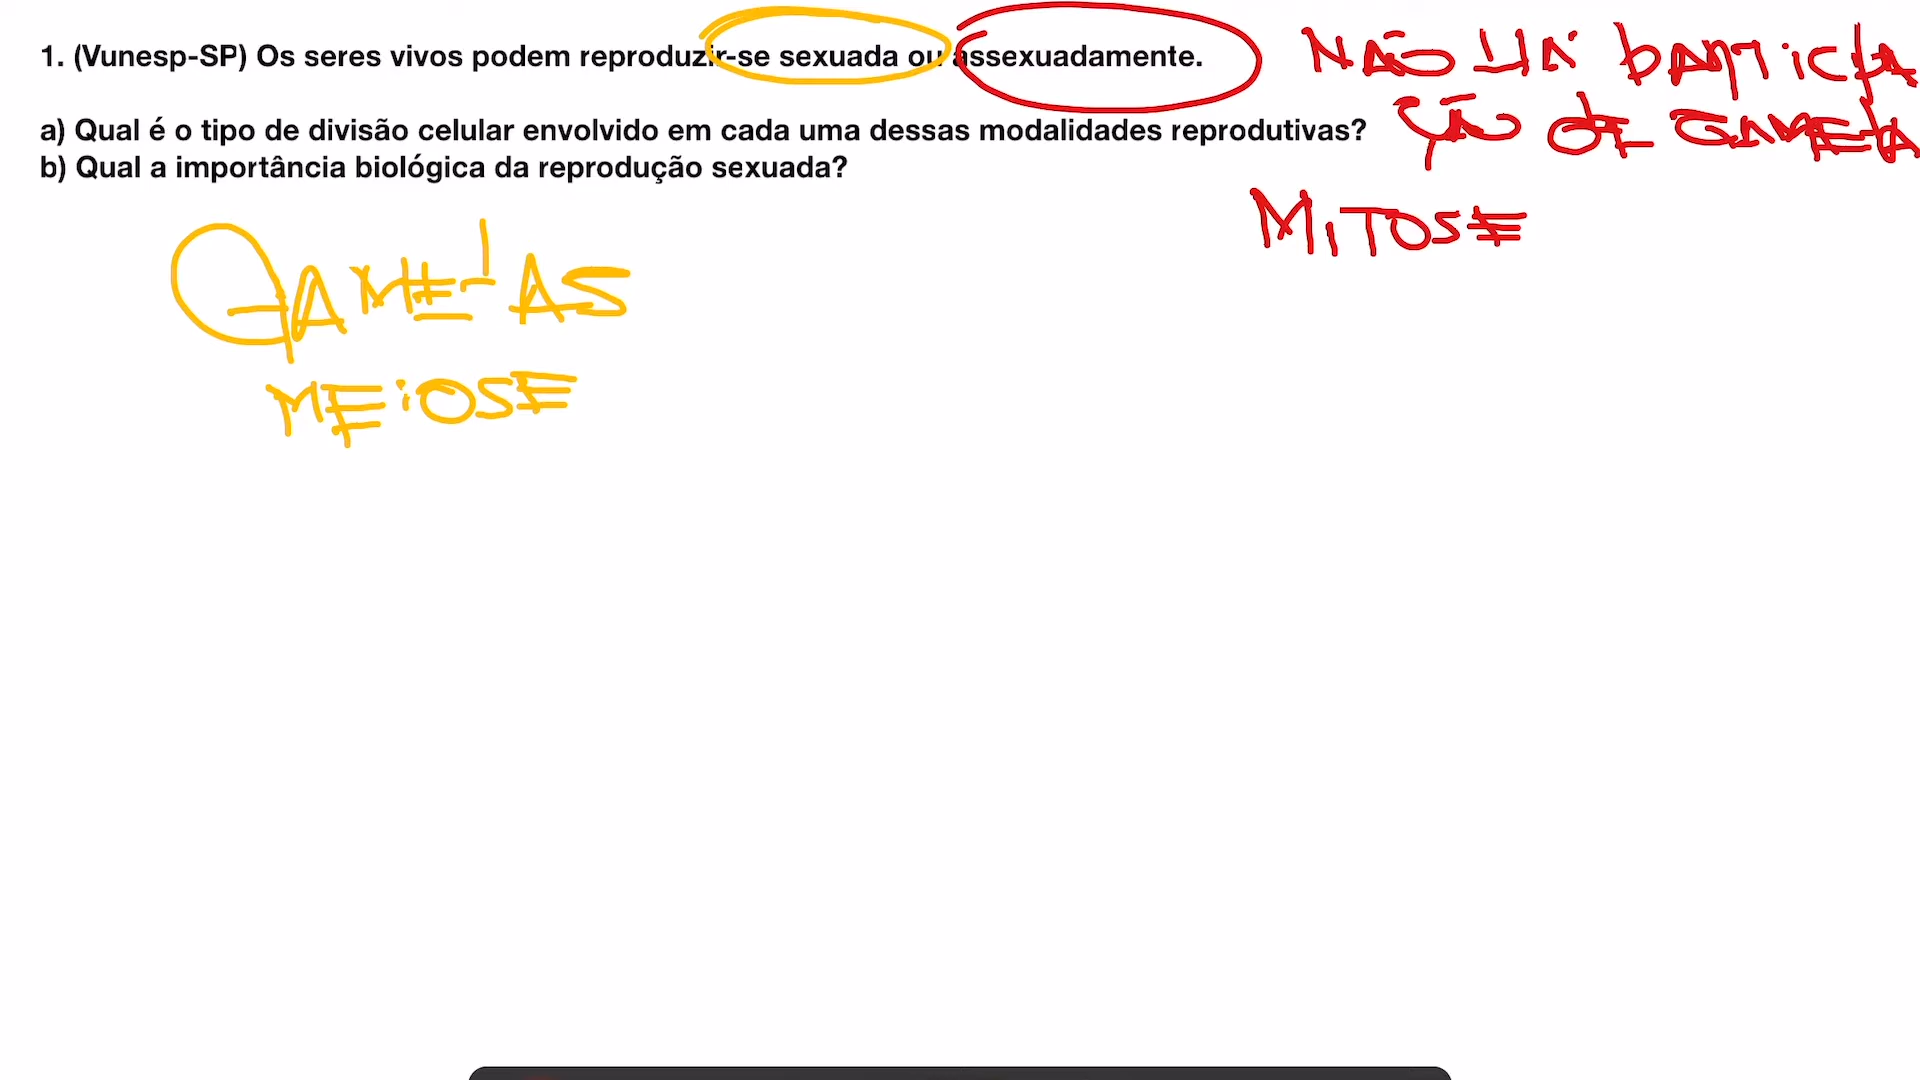 1. (Vunesp-SP) Os seres vivos podem reproduzir-se sexuada ou assexuadamente.
NÃO HÁ PARTICIPA
ÇÃO DE GAMETA
a) Qual é o tipo de divisão celular envolvido em cada uma dessas modalidades reprodutivas?
b) Qual a importância biológica da reprodução sexuada?
MITOSE
GAMETAS
MEIOSE